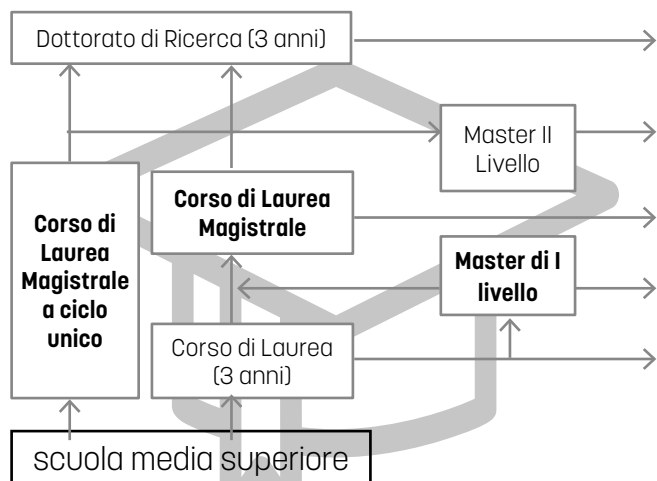 Dottorato di Ricerca (3 anni)
Master II
Livello
Corso di Laurea
Magistrale
Corso di
Laurea
Magistrale
a ciclo
unico
Master di I
livello
Corso di Laurea
(3 anni)
scuola media superiore